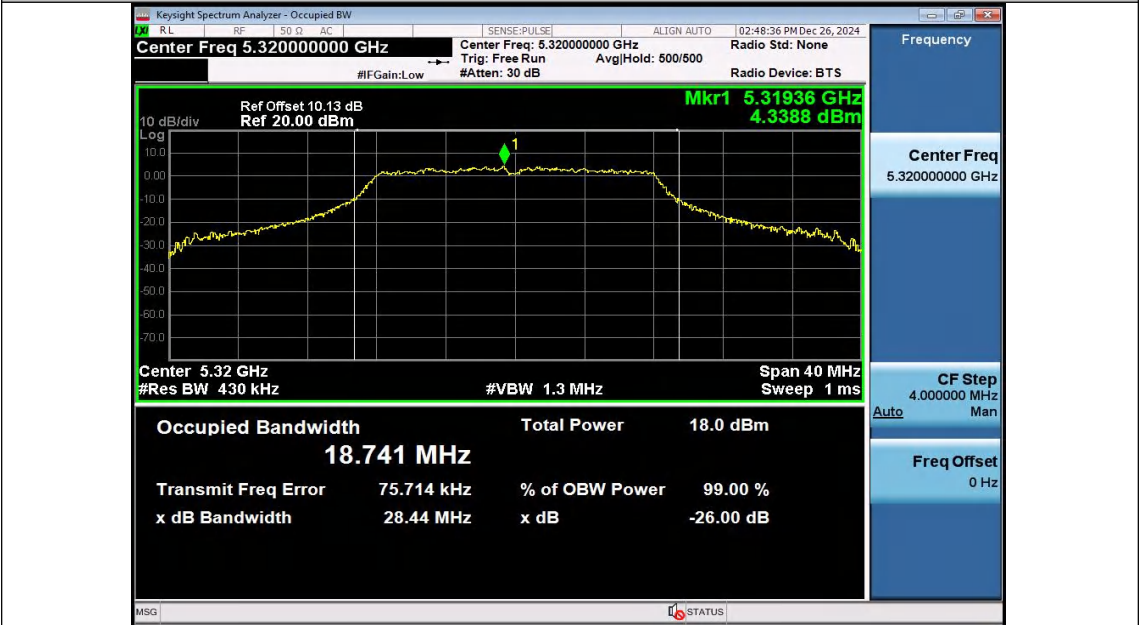 Keysight Spectrum Analyzer - Occupied BW
LXI RL RF 50 Ω AC SENSE:PULSE ALIGN AUTO 02:48:36 PM Dec 26, 2024
Center Freq 5.320000000 GHz
Center Freq: 5.320000000 GHz Radio Std: None
Trig: Free Run Avg|Hold: 500/500
#IFGain:Low #Atten: 30 dB Radio Device: BTS
Frequency
Mkr1 5.31936 GHz
4.3388 dBm
Ref Offset 10.13 dB
10 dB/div Ref 20.00 dBm
Log
1
10.0
0.00
-10.0
-20.0
-30.0
-40.0
-50.0
-60.0
-70.0
Center 5.32 GHz Span 40 MHz
#Res BW 430 kHz #VBW 1.3 MHz Sweep 1 ms
Occupied Bandwidth Total Power 18.0 dBm
18.741 MHz
Transmit Freq Error 75.714 kHz % of OBW Power 99.00 %
x dB Bandwidth 28.44 MHz x dB -26.00 dB
Center Freq
5.320000000 GHz
CF Step
4.000000 MHz
Auto Man
Freq Offset
0 Hz
MSG STATUS